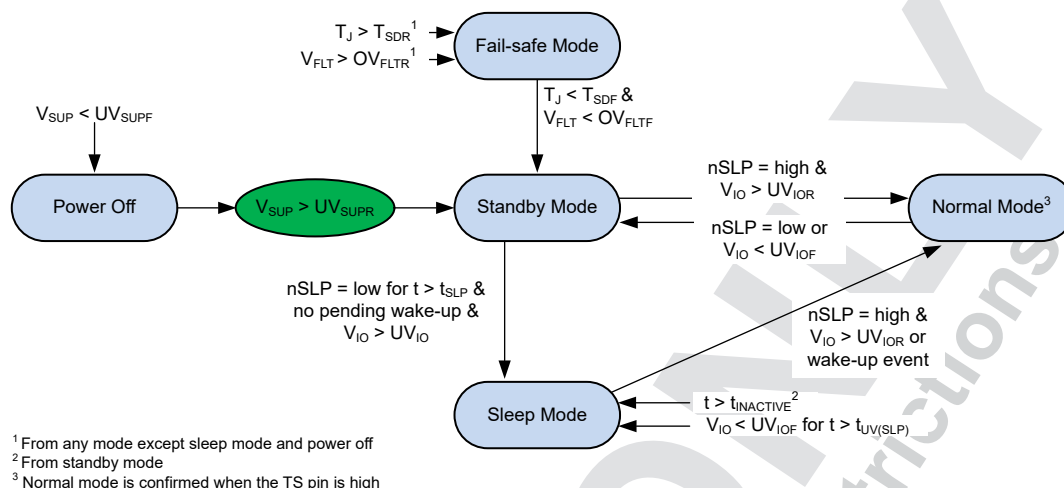 T_J > T_SDR^1
V_FLT > OV_FLTR^1
Fail-safe Mode
T_J < T_SDF &
V_FLT < OV_FLTF
V_SUP < UV_SUPF
Power Off
V_SUP > UV_SUPR
Standby Mode
nSLP = high &
V_IO > UV_IOR
nSLP = low or
V_IO < UV_IOF
Normal Mode^3
nSLP = low for t > t_SLP &
no pending wake-up &
V_IO > UV_IO
nSLP = high &
V_IO > UV_IOR or
wake-up event
Sleep Mode
t > t_INACTIVE^2
V_IO < UV_IOF for t > t_UV(SLP)
^1 From any mode except sleep mode and power off
^2 From standby mode
^3 Normal mode is confirmed when the TS pin is high
ONLY
trictions